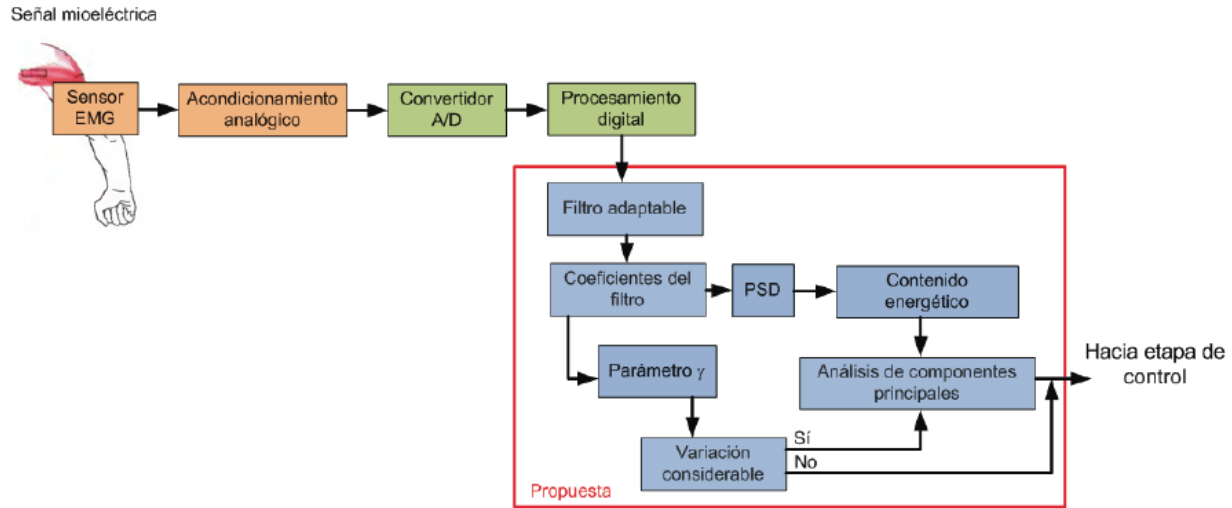 Señal mioeléctrica
Sensor
EMG
Acondicionamiento
analógico
Convertidor
A/D
Procesamiento
digital
Filtro adaptable
Coeficientes del
filtro
PSD
Contenido
energético
Parámetro γ
Análisis de componentes
principales
Hacia etapa de
control
Variación
considerable
Sí
No
Propuesta